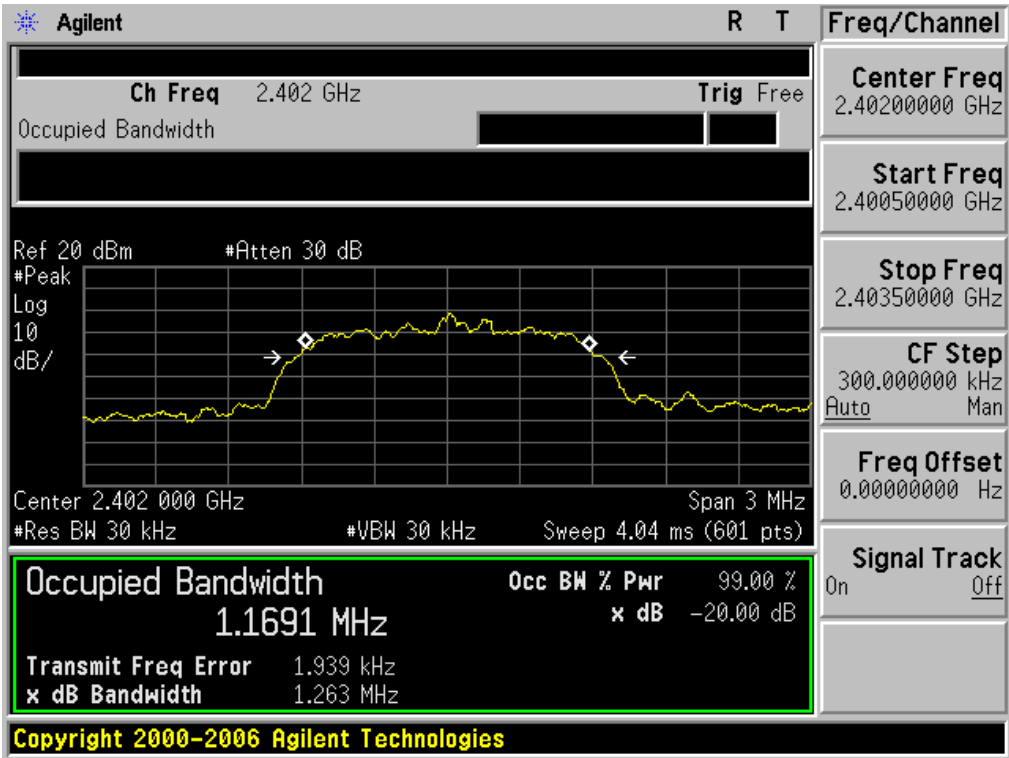 Agilent R T Freq/Channel
Ch Freq 2.402 GHz Trig Free
Occupied Bandwidth
Center Freq
2.40200000 GHz
Start Freq
2.40050000 GHz
Stop Freq
2.40350000 GHz
CF Step
300.000000 kHz
Auto Man
Freq Offset
0.00000000 Hz
Signal Track
On Off
Ref 20 dBm #Atten 30 dB
#Peak
Log
10
dB/
Center 2.402 000 GHz Span 3 MHz
#Res BW 30 kHz #VBW 30 kHz Sweep 4.04 ms (601 pts)
Occupied Bandwidth Occ BW % Pwr 99.00 %
1.1691 MHz x dB -20.00 dB
Transmit Freq Error 1.939 kHz
x dB Bandwidth 1.263 MHz
Copyright 2000-2006 Agilent Technologies